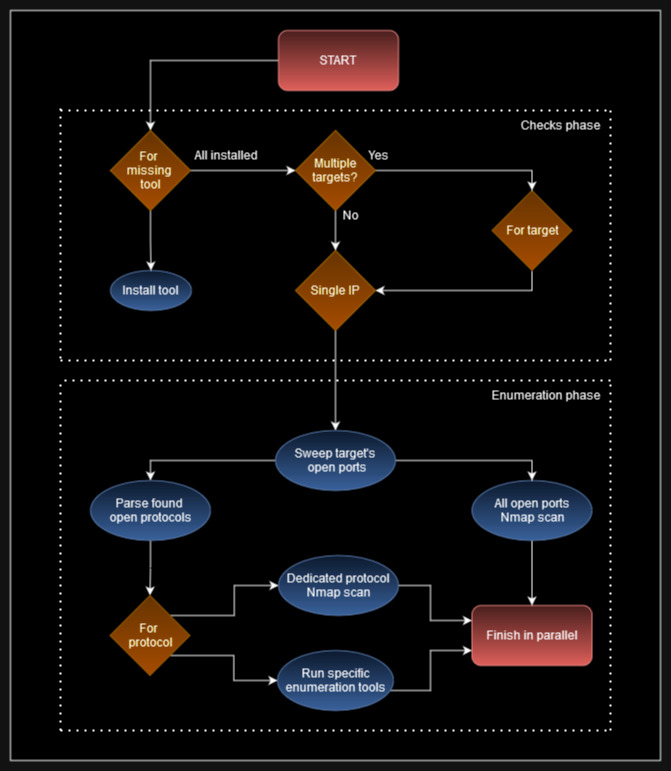 START
Checks phase
For
missing
tool
All installed
Multiple
targets?
Yes
No
For target
Install tool
Single IP
Enumeration phase
Sweep target's
open ports
Parse found
open protocols
All open ports
Nmap scan
Dedicated protocol
Nmap scan
For
protocol
Finish in parallel
Run specific
enumeration tools